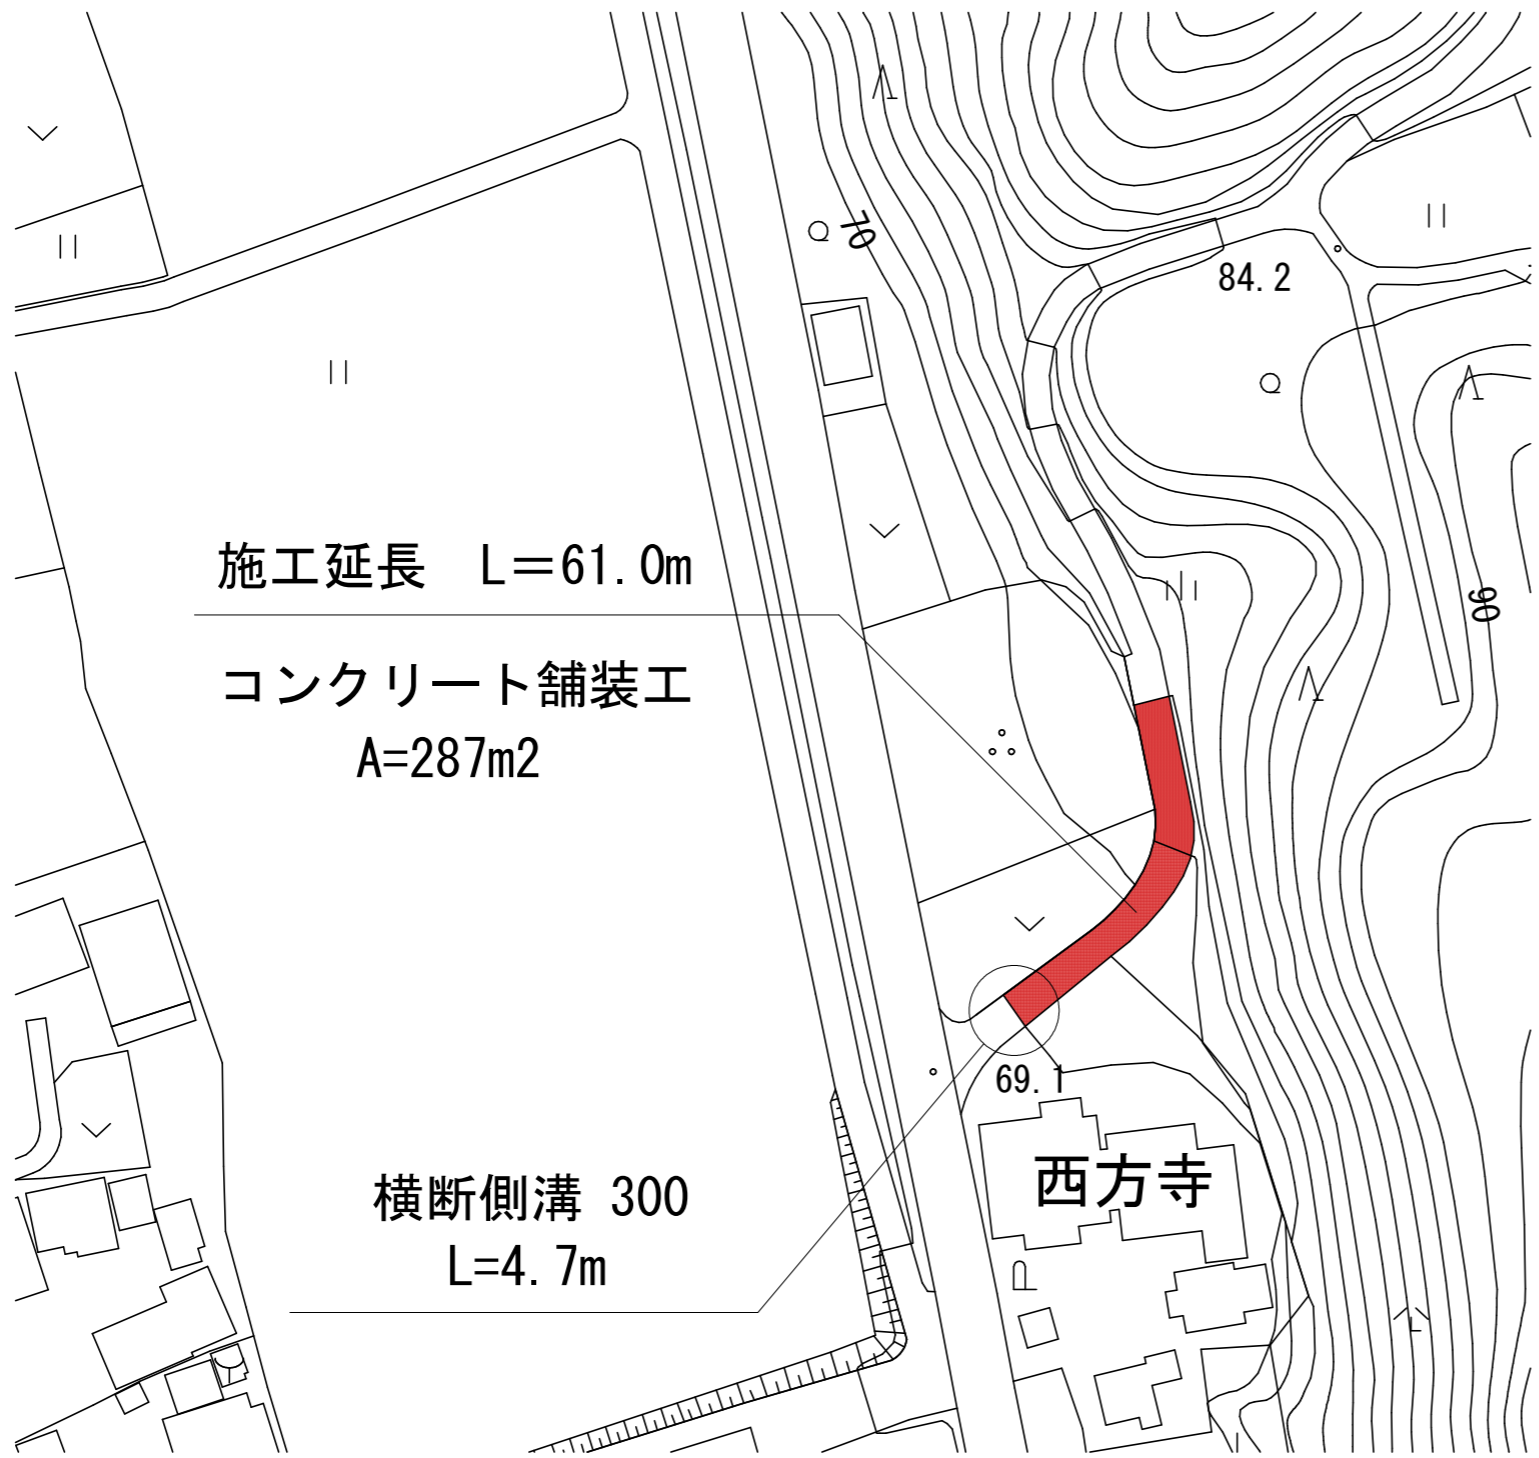 70
84.2
施工延長　L＝61.0m
90
コンクリート舗装工
A=287m2
69.1
西方寺
横断側溝 300
L=4.7m
P